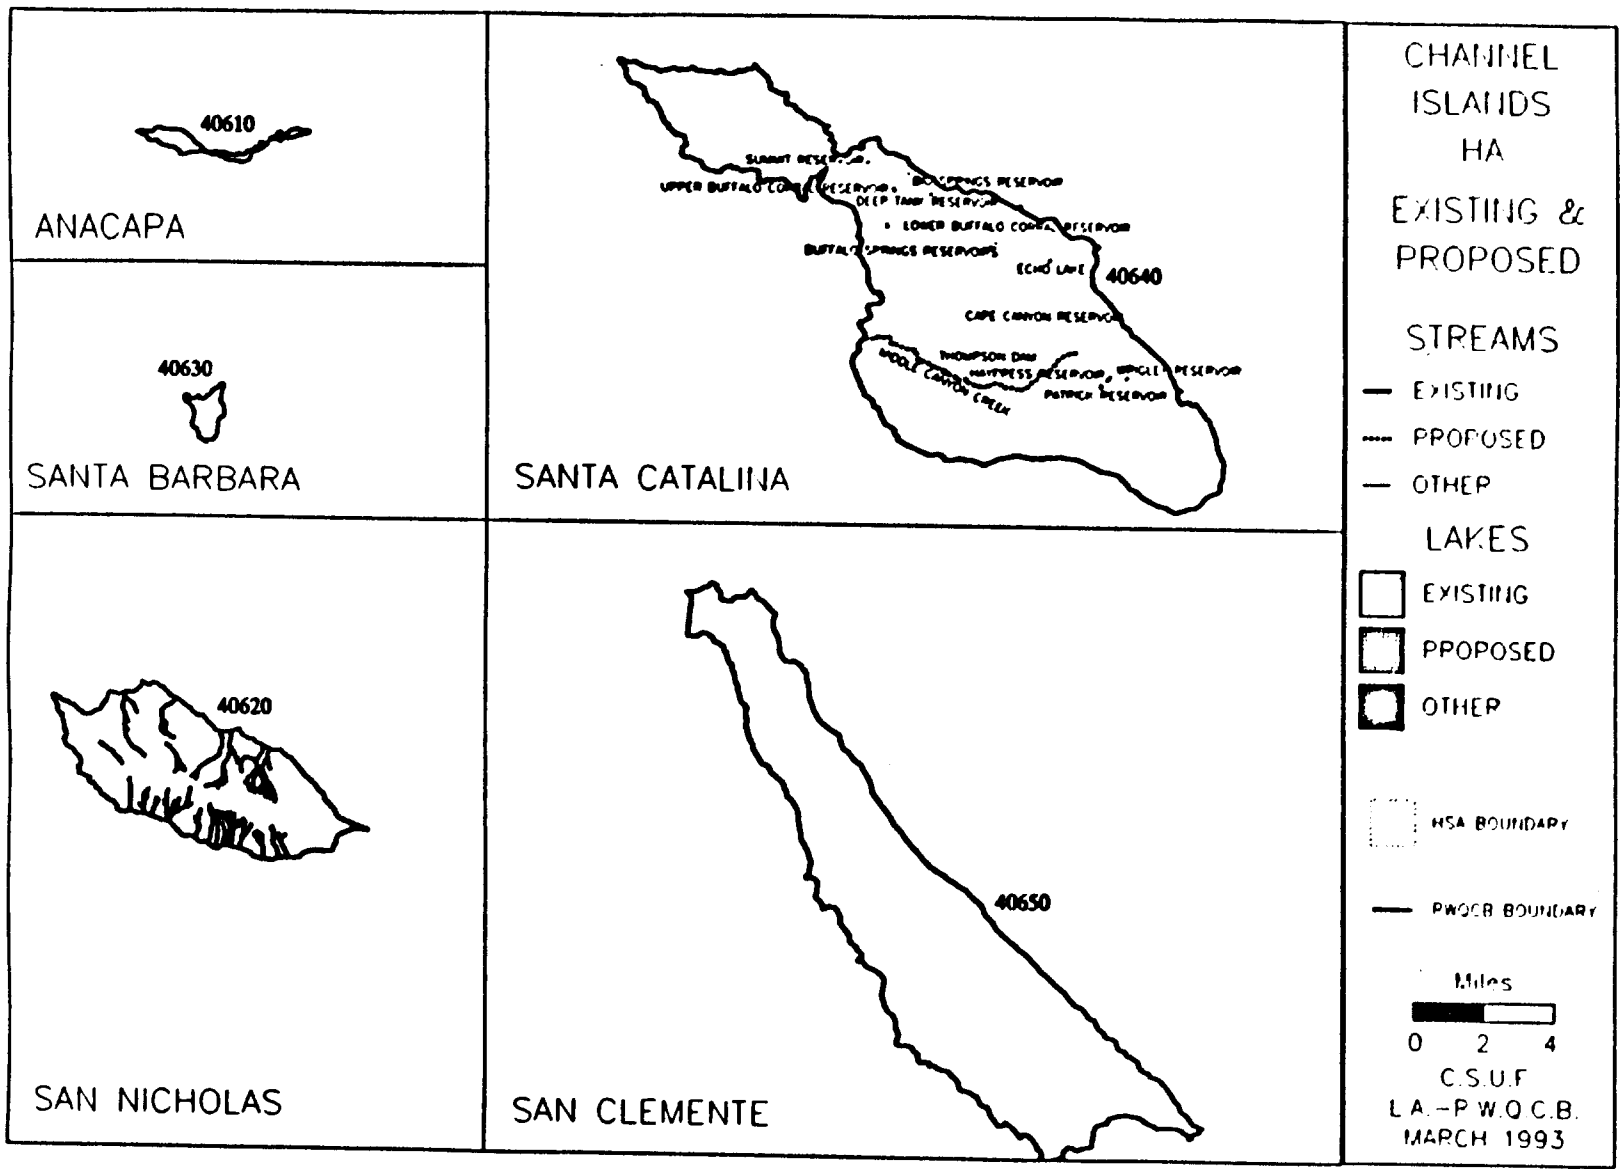 40610
ANACAPA
40630
SANTA BARBARA
40620
SAN NICHOLAS
SUMMIT RESERVOIR
UPPER BUFFALO CORRAL RESERVOIR
BIG SPRINGS RESERVOIR
DEEP TANK RESERVOIR
LOWER BUFFALO CORRAL RESERVOIR
BUFFALO SPRINGS RESERVOIRS
ECHO LAKE
40640
CAPE CANYON RESERVOIR
THOMPSON DAM
MIDDLE CANYON CREEK
HAYPRESS RESERVOIR
WRIGLEY RESERVOIR
PATRICK RESERVOIR
SANTA CATALINA
40650
SAN CLEMENTE
CHANNEL
ISLANDS
HA
EXISTING &
PROPOSED
STREAMS
EXISTING
PROPOSED
OTHER
LAKES
EXISTING
PROPOSED
OTHER
HSA BOUNDARY
RWQCB BOUNDARY
Miles
0 2 4
C.S.U.F
L.A.-R.W.Q.C.B.
MARCH 1993